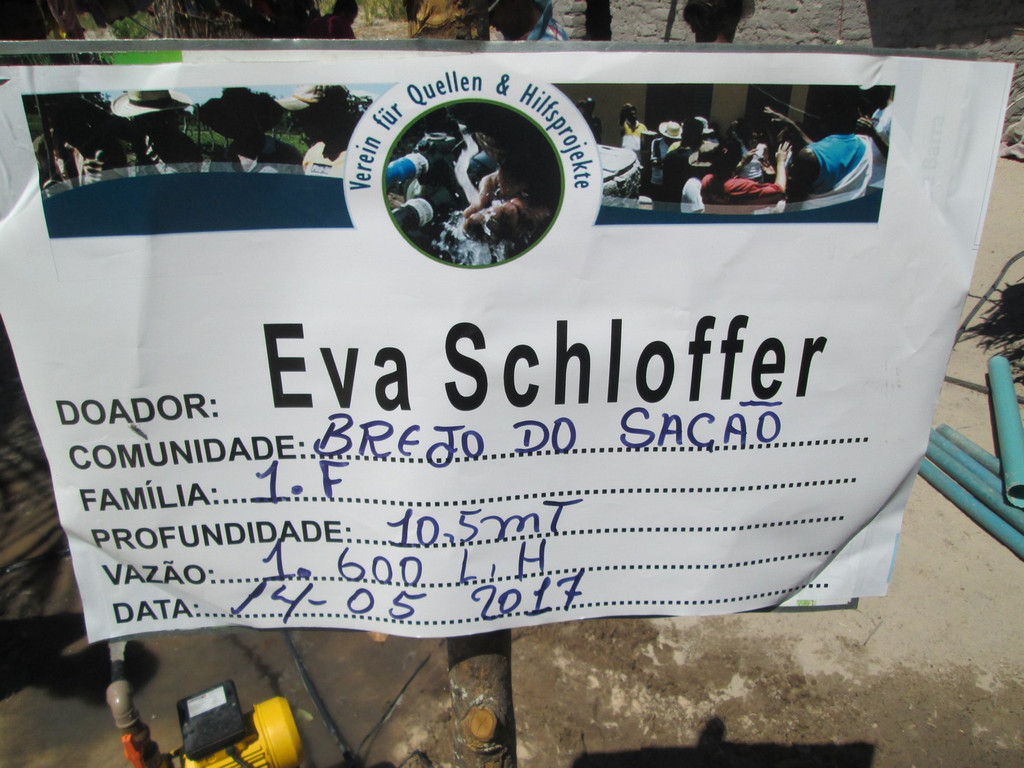 Verein für Quellen & Hilfsprojekte
DOADOR: Eva Schloffer
COMUNIDADE: BREJO DO SAÇÃO
FAMÍLIA: 1. F
PROFUNDIDADE: 10,5mT
VAZÃO: 1. 600 L, H
DATA: 14-05 2017